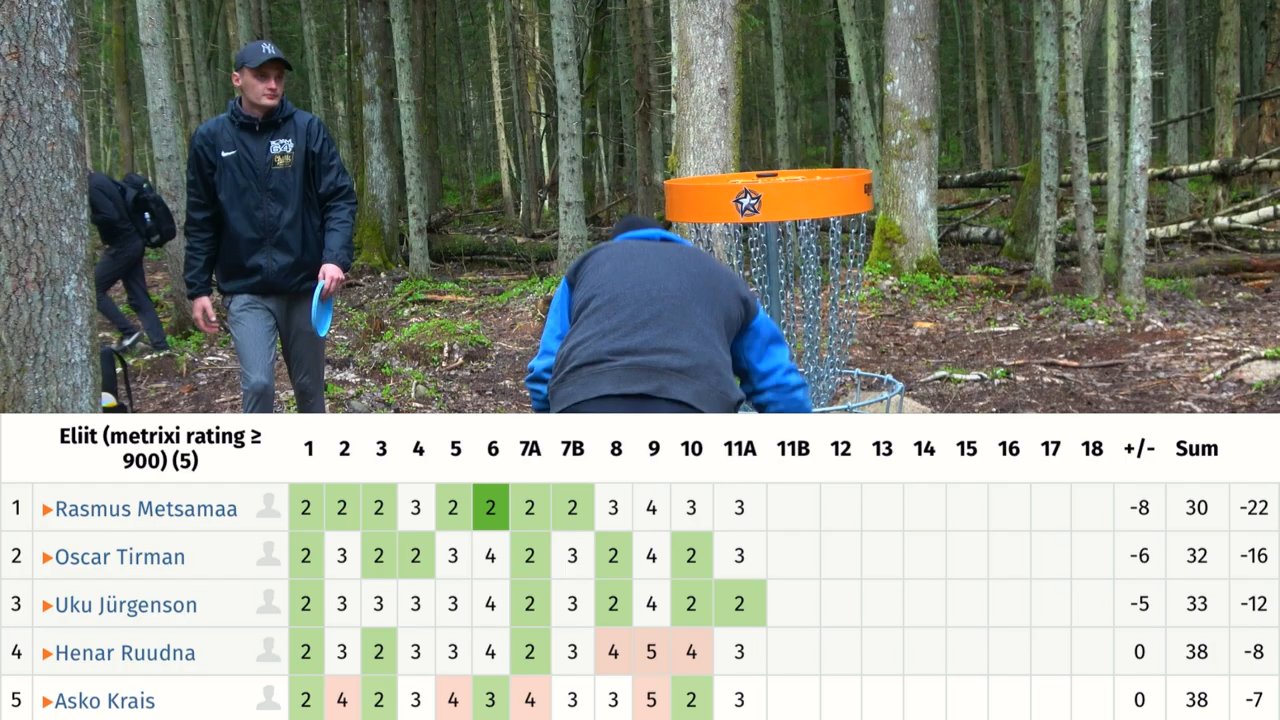 NY
Eliit (metrixi rating ≥
900) (5) 1 2 3 4 5 6 7A 7B 8 9 10 11A 11B 12 13 14 15 16 17 18 +/- Sum
1 Rasmus Metsamaa 2 2 2 3 2 2 2 2 3 4 3 3 -8 30 -22
2 Oscar Tirman 2 3 2 2 3 4 2 3 2 4 2 3 -6 32 -16
3 Uku Jürgenson 2 3 3 3 3 4 2 3 2 4 2 2 -5 33 -12
4 Henar Ruudna 2 3 2 3 3 4 2 3 4 5 4 3 0 38 -8
5 Asko Krais 2 4 2 3 4 3 4 3 3 5 2 3 0 38 -7